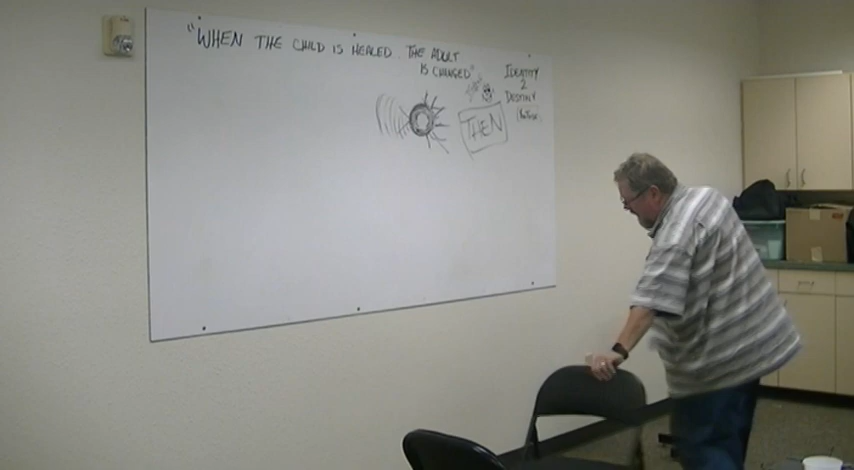 "WHEN THE CHILD IS HEALED. THE ADULT
IS CHANGED"
IDENTITY
2
DESTINY
THEN